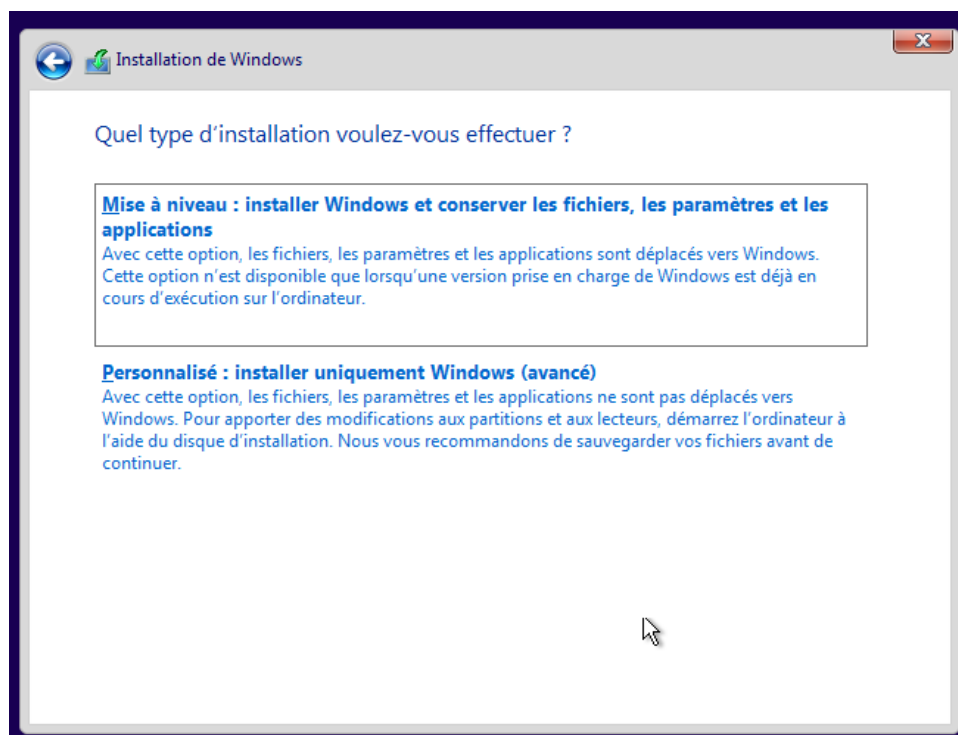 Installation de Windows
Quel type d'installation voulez-vous effectuer ?
Mise à niveau : installer Windows et conserver les fichiers, les paramètres et les
applications
Avec cette option, les fichiers, les paramètres et les applications sont déplacés vers Windows.
Cette option n'est disponible que lorsqu'une version prise en charge de Windows est déjà en
cours d'exécution sur l'ordinateur.
Personnalisé : installer uniquement Windows (avancé)
Avec cette option, les fichiers, les paramètres et les applications ne sont pas déplacés vers
Windows. Pour apporter des modifications aux partitions et aux lecteurs, démarrez l'ordinateur à
l'aide du disque d'installation. Nous vous recommandons de sauvegarder vos fichiers avant de
continuer.